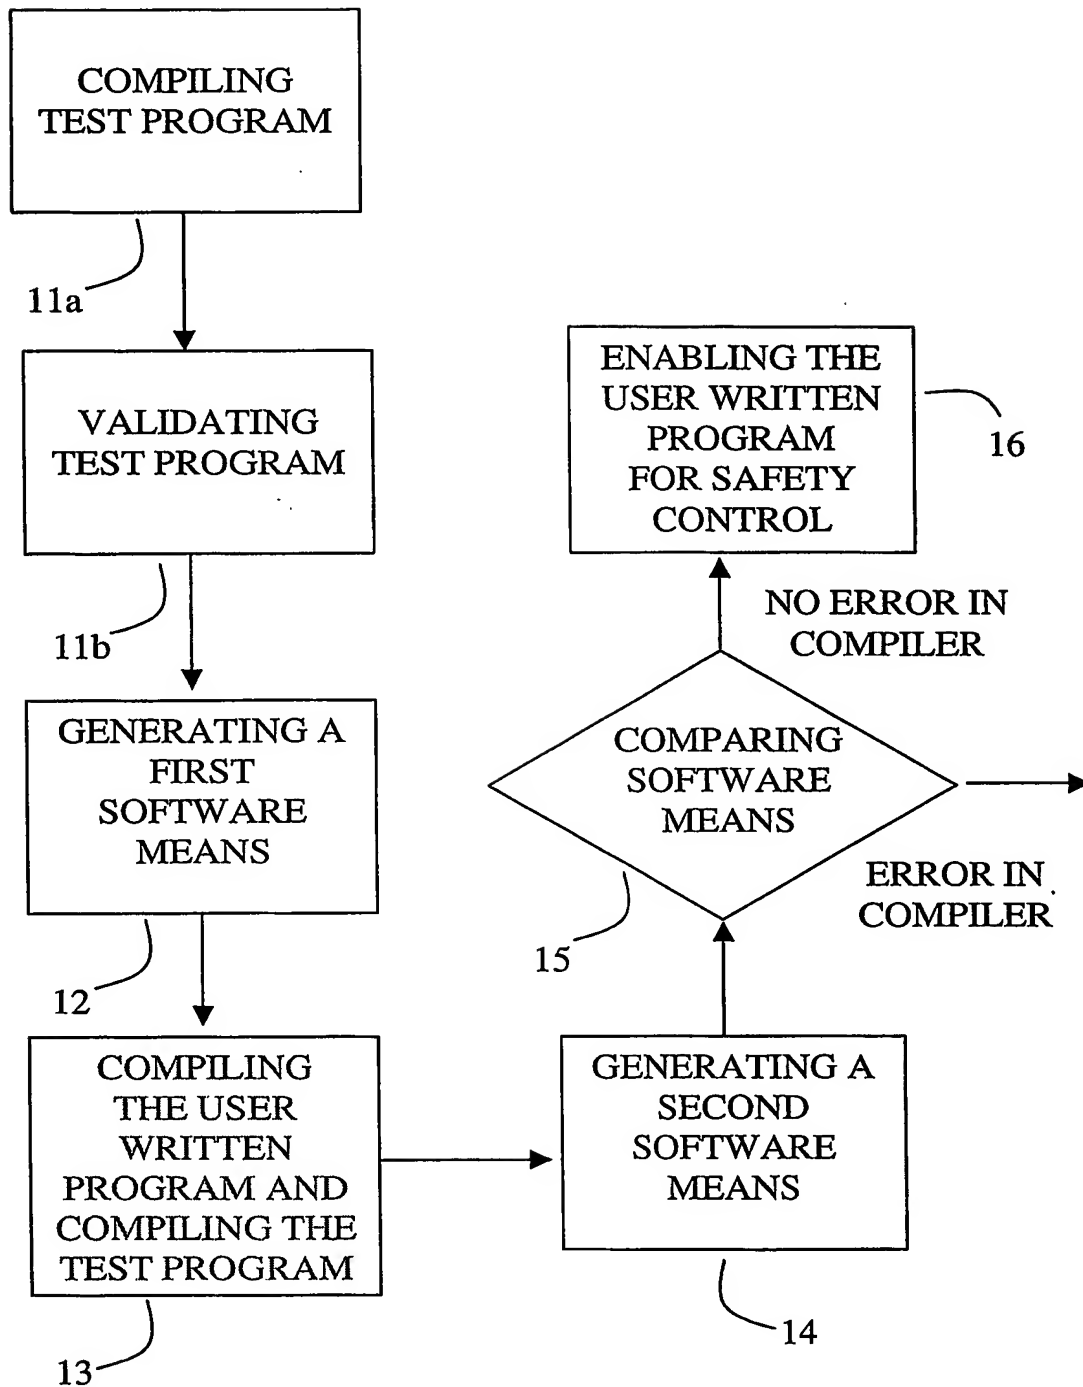 COMPILING
TEST PROGRAM
11a
VALIDATING
TEST PROGRAM
11b
GENERATING A
FIRST
SOFTWARE
MEANS
12
COMPILING
THE USER
WRITTEN
PROGRAM AND
COMPILING THE
TEST PROGRAM
13
GENERATING A
SECOND
SOFTWARE
MEANS
14
COMPARING
SOFTWARE
MEANS
15
ERROR IN
COMPILER
NO ERROR IN
COMPILER
ENABLING THE
USER WRITTEN
PROGRAM
FOR SAFETY
CONTROL
16